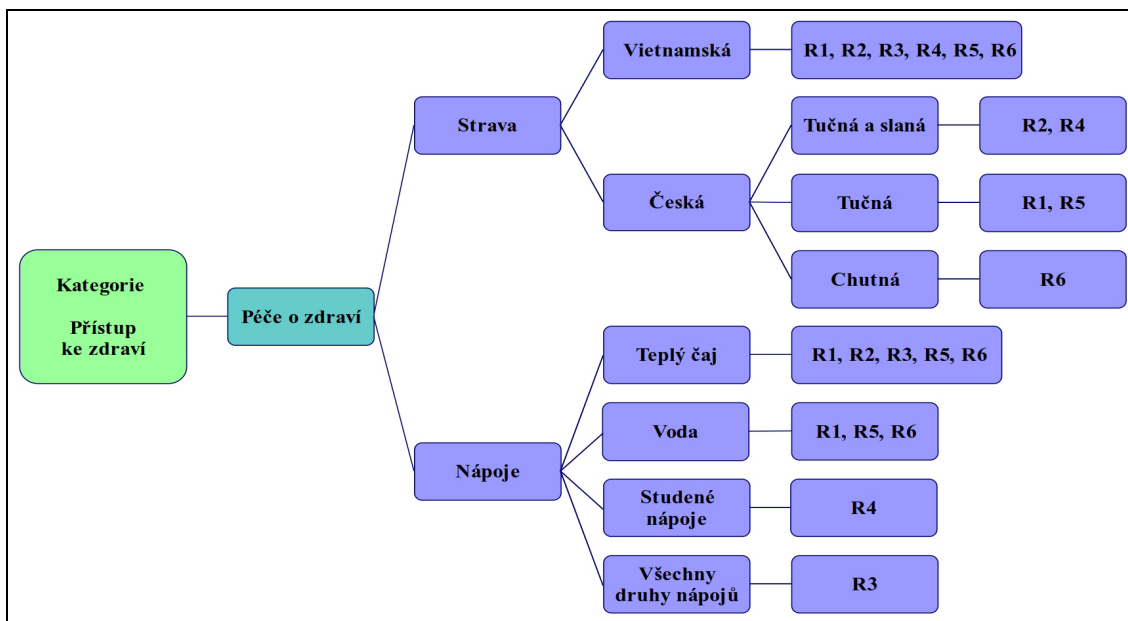 Vietnamská
R1, R2, R3, R4, R5, R6
Strava
Tučná a slaná
R2, R4
Česká
Tučná
R1, R5
Chutná
R6
Kategorie
Přístup
ke zdraví
Péče o zdraví
Teplý čaj
R1, R2, R3, R5, R6
Voda
R1, R5, R6
Nápoje
Studené
nápoje
R4
Všechny
druhy nápojů
R3